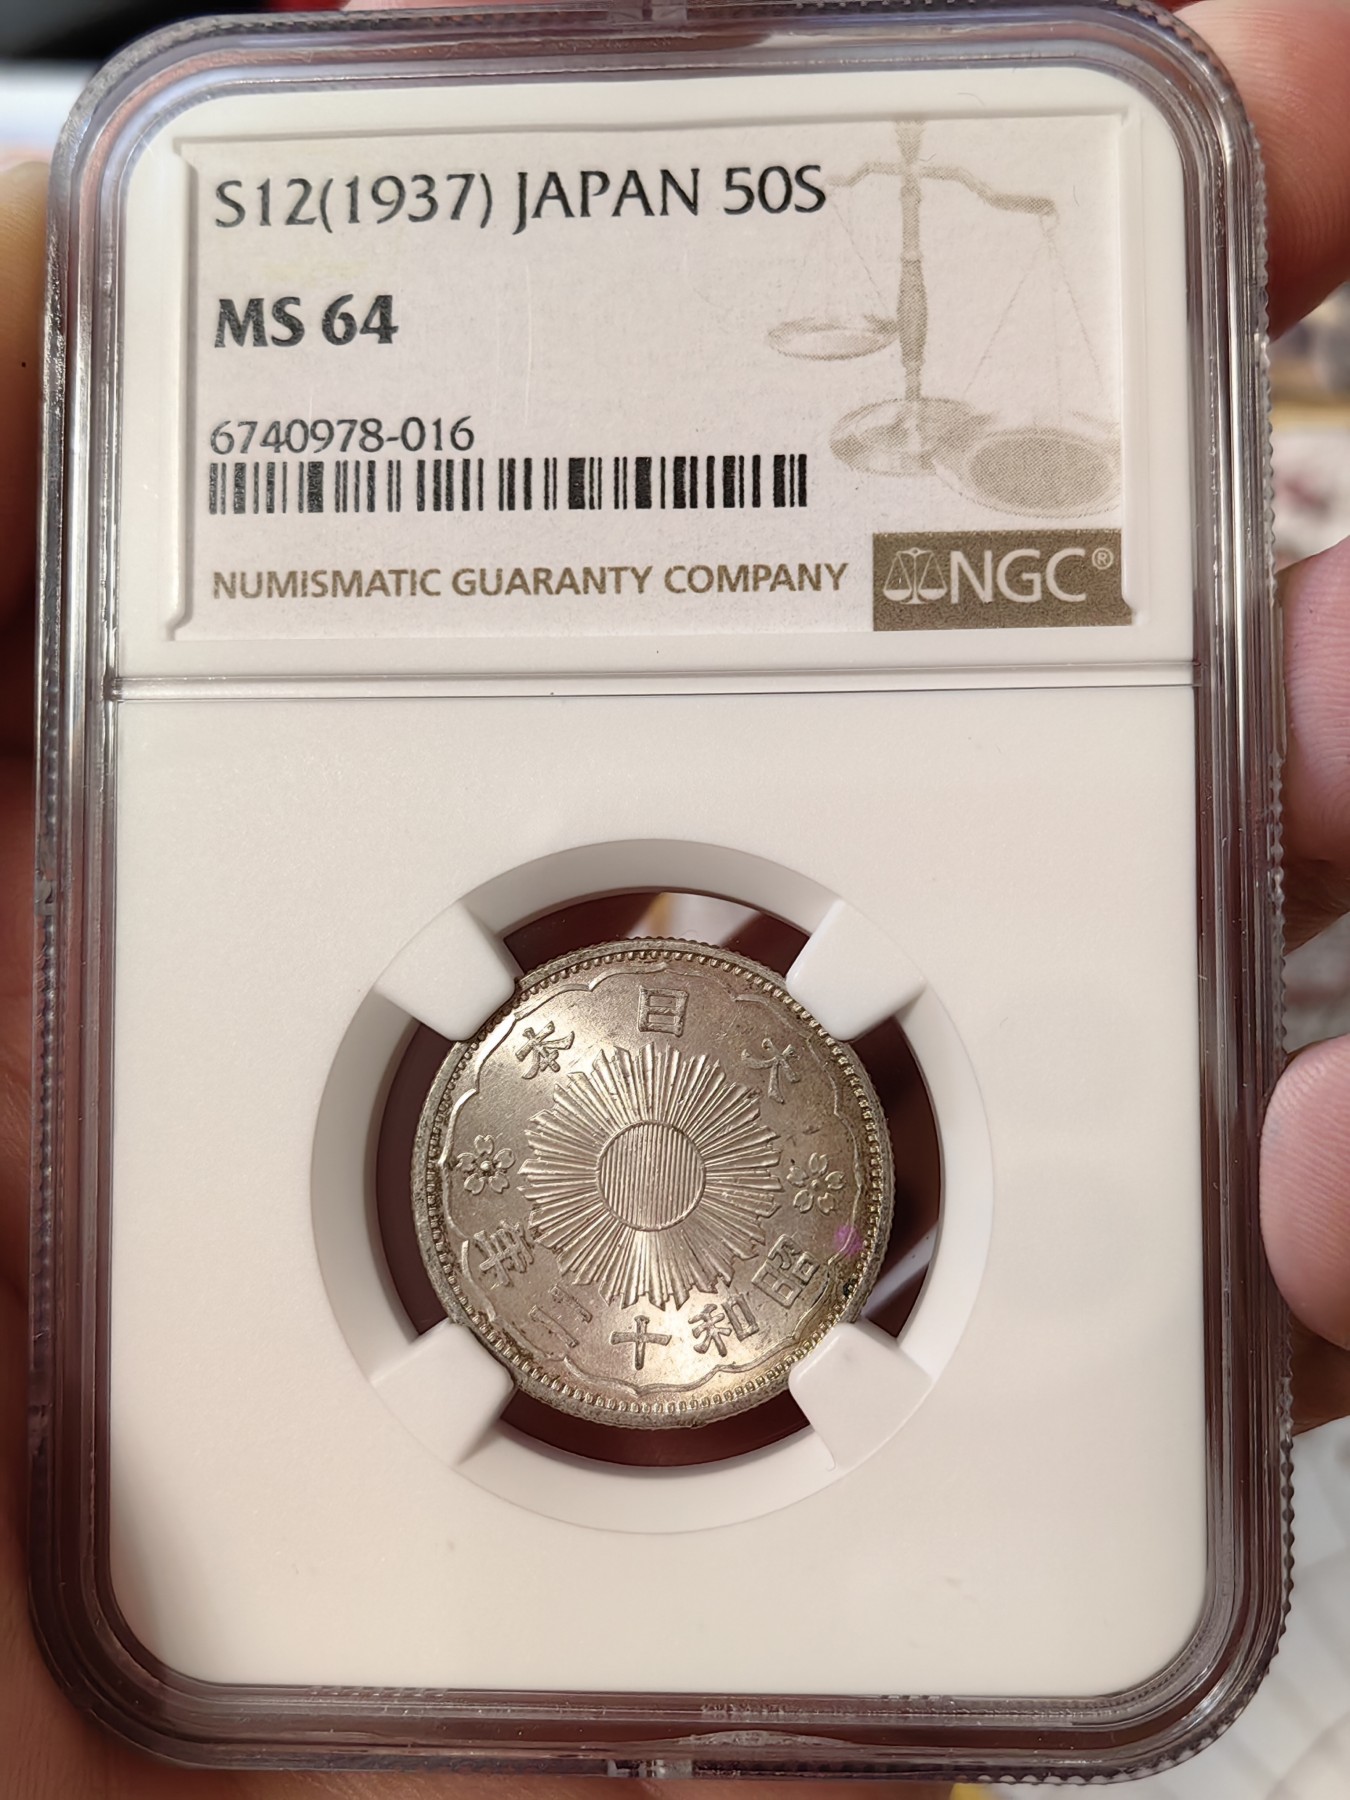 S12(1937) JAPAN 50S
MS 64
6740978-016
NUMISMATIC GUARANTY COMPANY
NGC®
大日本
昭和十二年